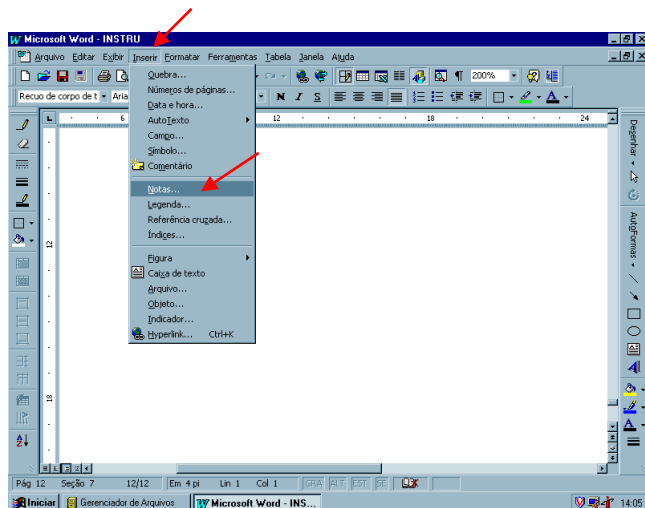 Microsoft Word - INSTRU
Arquivo Editar Exibir Inserir Formatar Ferramentas Tabela Janela Ajuda
200%
Recuo de corpo de t Aria
N I S
6 12 18 24
Quebra...
Números de páginas...
Data e hora...
AutoTexto
Campo...
Símbolo...
Comentário
Notas...
Legenda...
Referência cruzada...
Índices...
Figura
Caixa de texto
Arquivo...
Objeto...
Indicador...
Hyperlink... Ctrl+K
12
18
Desenhar
AutoFormas
Pág 12 Seção 7 12/12 Em 4 pi Lin 1 Col 1 GRA ALT EST SE
Iniciar Gerenciador de Arquivos Microsoft Word - INS... 14:05